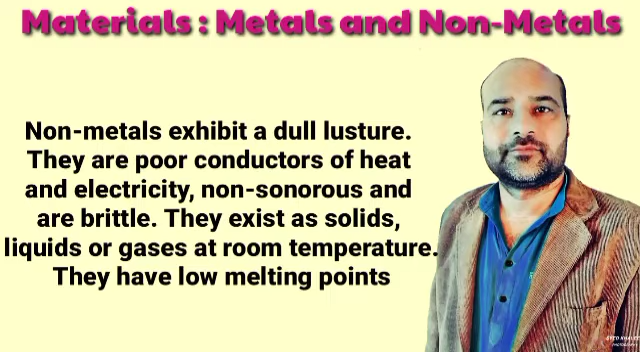 Materials : Metals and Non-Metals
Non-metals exhibit a dull lusture.
They are poor conductors of heat
and electricity, non-sonorous and
are brittle. They exist as solids,
liquids or gases at room temperature.
They have low melting points